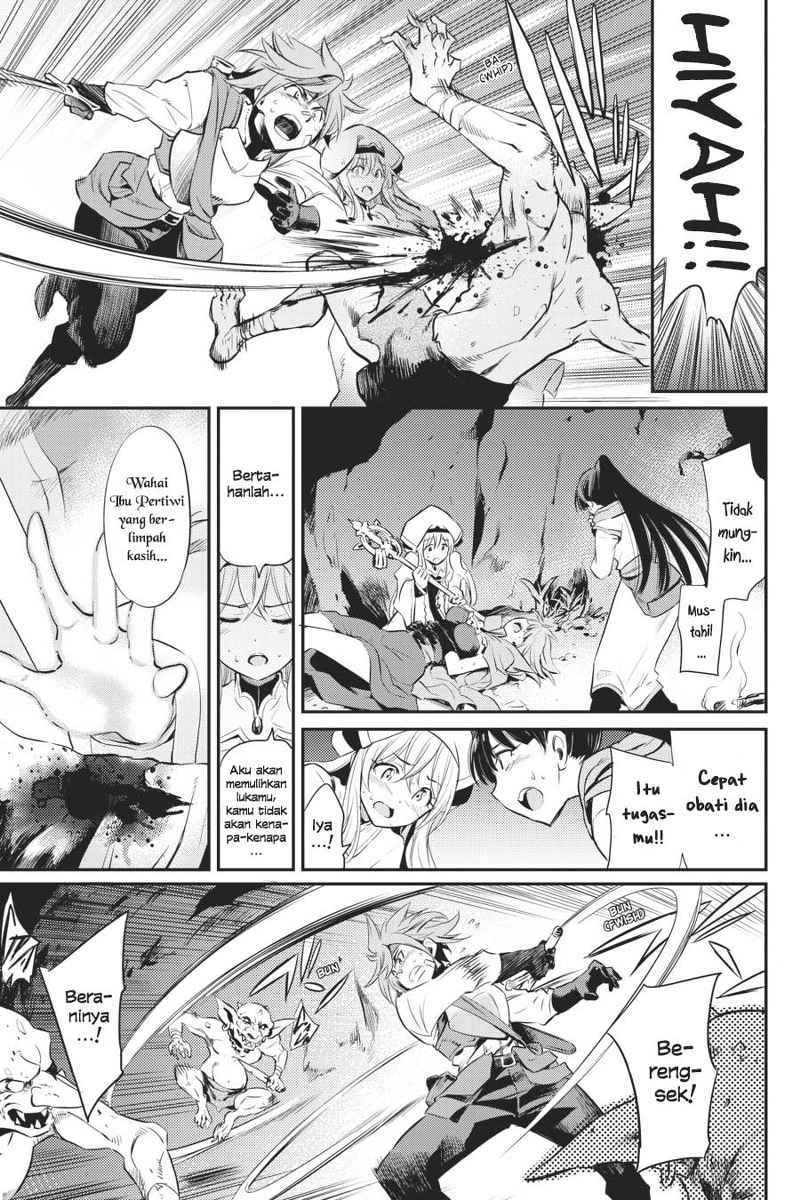 HIYAH!!
BA
(WHIP)
Tidak
mung-
kin...
Mus-
tahil
...
Cepat
obati dia
...
Itu
tugas-
mu!!
Iya
...!
Berta-
hanlah...
Aku akan
memulihkan
lukamu,
kamu tidak
akan kena-
pa-kenapa
...
Wahai
Ibu Pertiwi
yang ber-
limpah
kasih...
BUN
(FWISH)
Be-
reng-
sek!
BUN
Bera-
ninya
...!